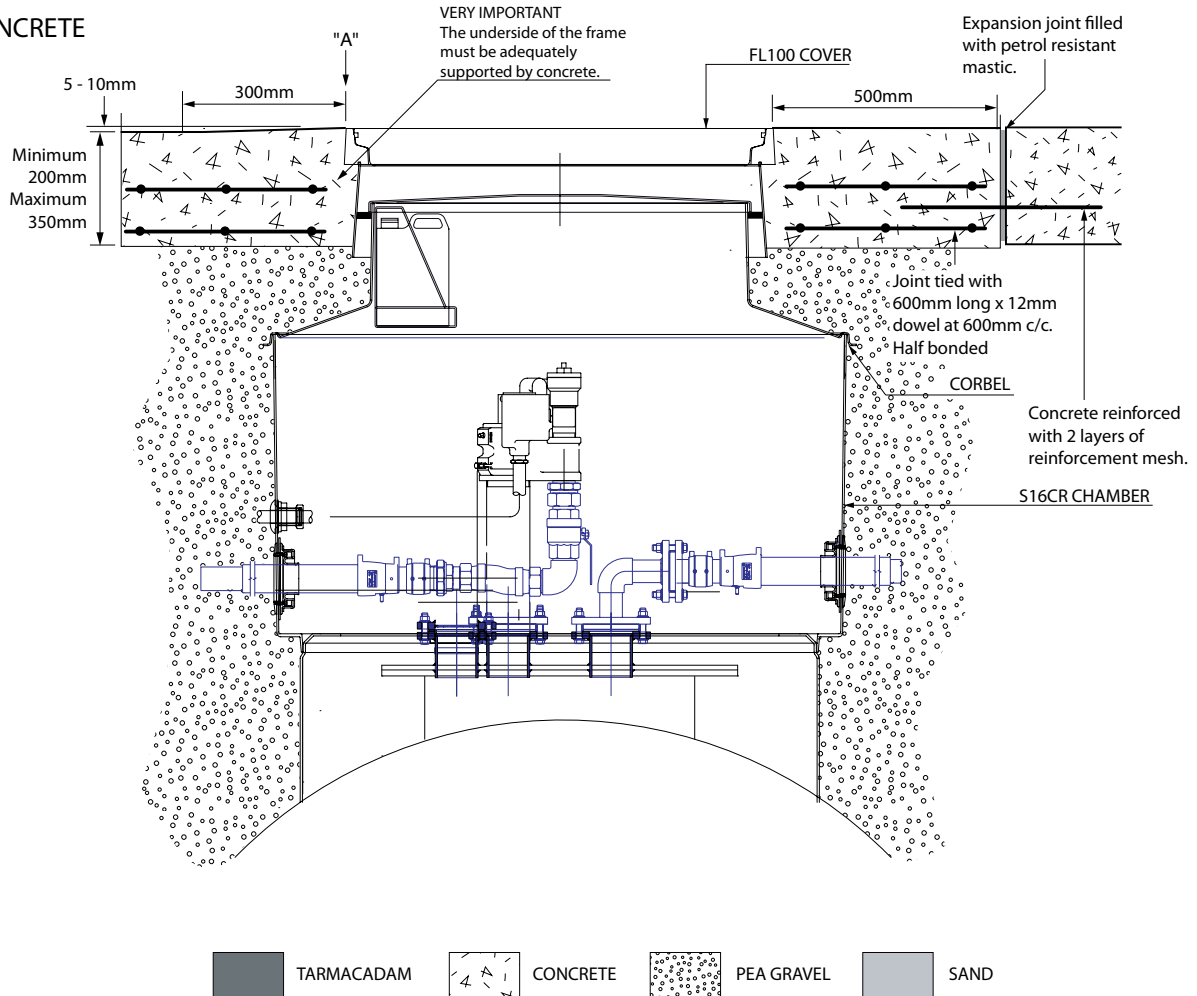 NCRETE
"A"
VERY IMPORTANT
The underside of the frame
must be adequately
supported by concrete.
FL100 COVER
Expansion joint filled
with petrol resistant
mastic.
5 - 10mm
300mm
500mm
Minimum
200mm
Maximum
350mm
Joint tied with
600mm long x 12mm
dowel at 600mm c/c.
Half bonded
CORBEL
Concrete reinforced
with 2 layers of
reinforcement mesh.
S16CR CHAMBER
TARMACADAM
CONCRETE
PEA GRAVEL
SAND